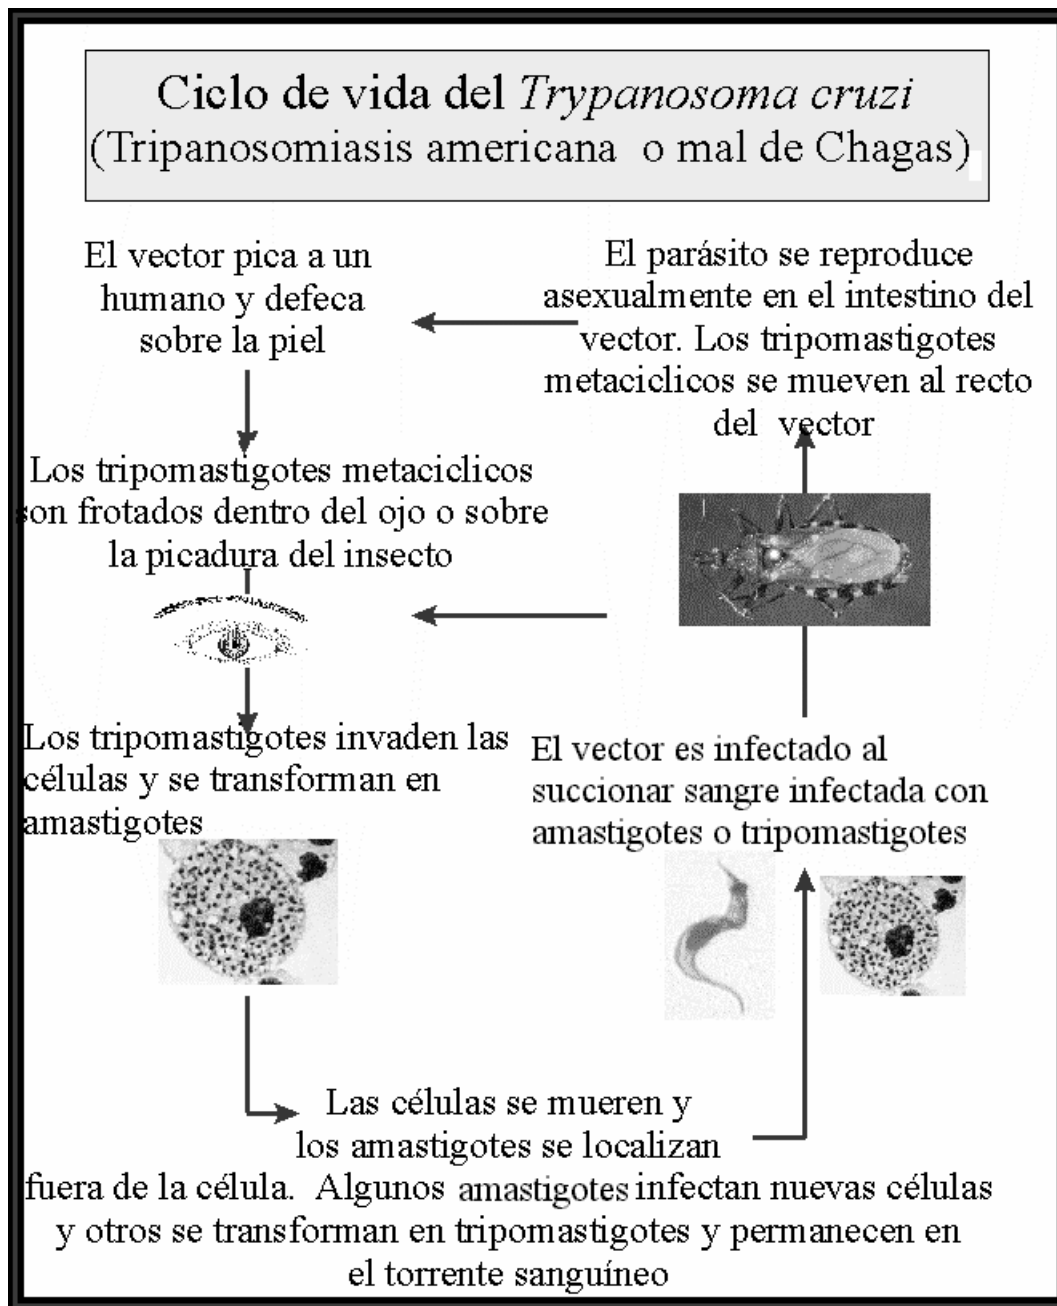 Ciclo de vida del Trypanosoma cruzi
(Tripanosomiasis americana o mal de Chagas)
El vector pica a un
humano y defeca
sobre la piel
El parásito se reproduce
asexualmente en el intestino del
vector. Los tripomastigotes
metaciclicos se mueven al recto
del vector
Los tripomastigotes metaciclicos
son frotados dentro del ojo o sobre
la picadura del insecto
Los tripomastigotes invaden las
células y se transforman en
amastigotes
El vector es infectado al
succionar sangre infectada con
amastigotes o tripomastigotes
Las células se mueren y
los amastigotes se localizan
fuera de la célula. Algunos amastigotes infectan nuevas células
y otros se transforman en tripomastigotes y permanecen en
el torrente sanguíneo